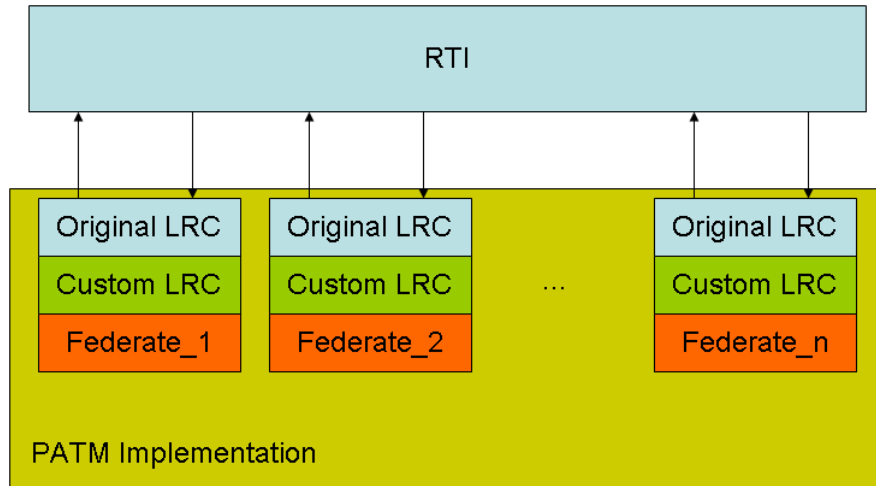 RTI
Original LRC
Original LRC
Original LRC
Custom LRC
Custom LRC
...
Custom LRC
Federate_1
Federate_2
Federate_n
PATM Implementation